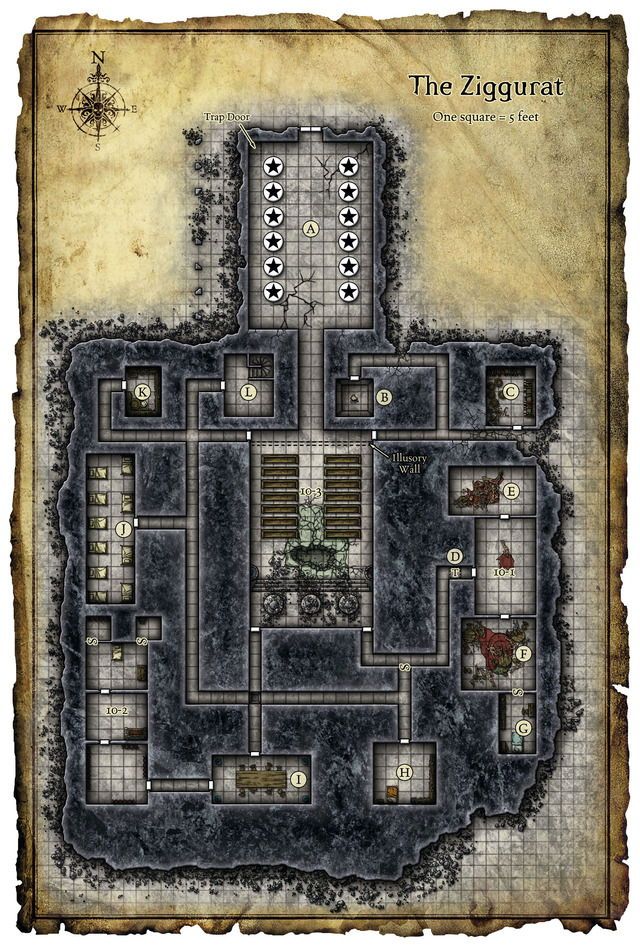 N
W E
S
The Ziggurat
One square = 5 feet
Trap Door
A
K
L
B
C
Illusory
Wall
10-3
E
J
D
T
10-1
S
S
F
S
S
10-2
G
H
I